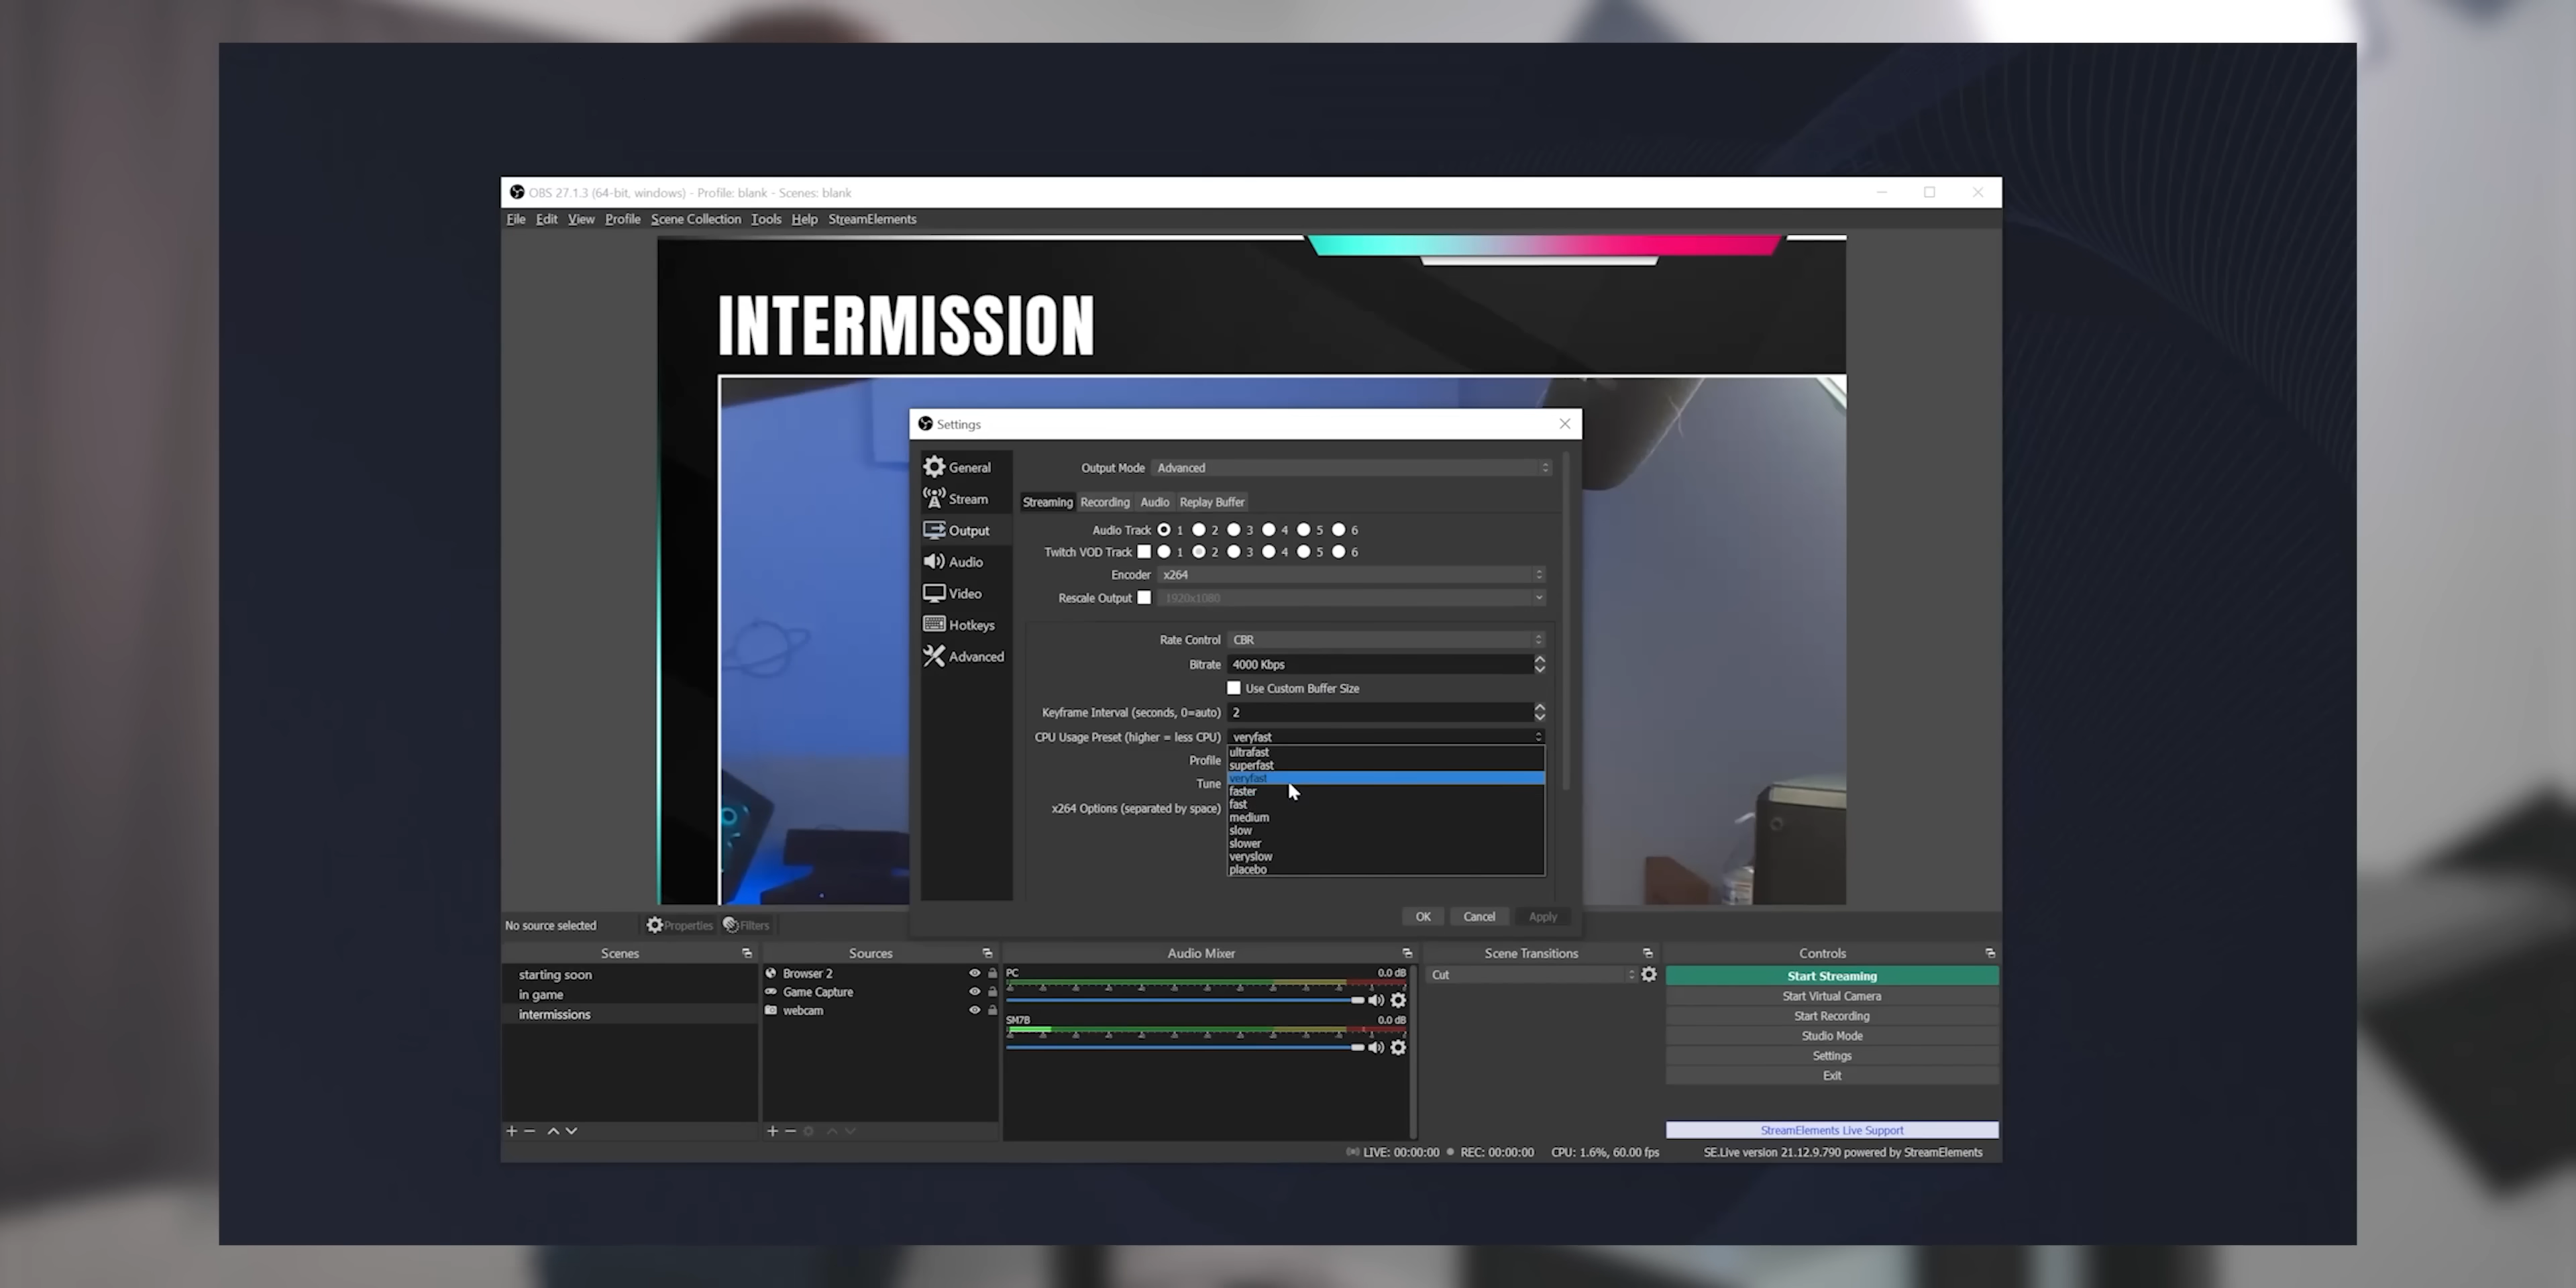 OBS 27.1.3 (64-bit, windows) - Profile: blank - Scenes: blank
File Edit View Profile Scene Collection Tools Help StreamElements
INTERMISSION
Settings
General
Stream
Output
Audio
Video
Hotkeys
Advanced
Output Mode Advanced
Streaming Recording Audio Replay Buffer
Audio Track 1 2 3 4 5 6
Twitch VOD Track 1 2 3 4 5 6
Encoder x264
Rescale Output 1920x1080
Rate Control CBR
Bitrate 4000 Kbps
Use Custom Buffer Size
Keyframe Interval (seconds, 0=auto) 2
CPU Usage Preset (higher = less CPU) veryfast
Profile
Tune
x264 Options (separated by space)
ultrafast
superfast
veryfast
faster
fast
medium
slow
slower
veryslow
placebo
OK Cancel Apply
No source selected Properties Filters
Scenes
starting soon
in game
intermissions
Sources
Browser 2
Game Capture
webcam
Audio Mixer
PC 0.0 dB
SM7B 0.0 dB
Scene Transitions
Cut
Controls
Start Streaming
Start Virtual Camera
Start Recording
Studio Mode
Settings
Exit
StreamElements Live Support
LIVE: 00:00:00 REC: 00:00:00 CPU: 1.6%, 60.00 fps SE.Live version 21.12.9.790 powered by StreamElements